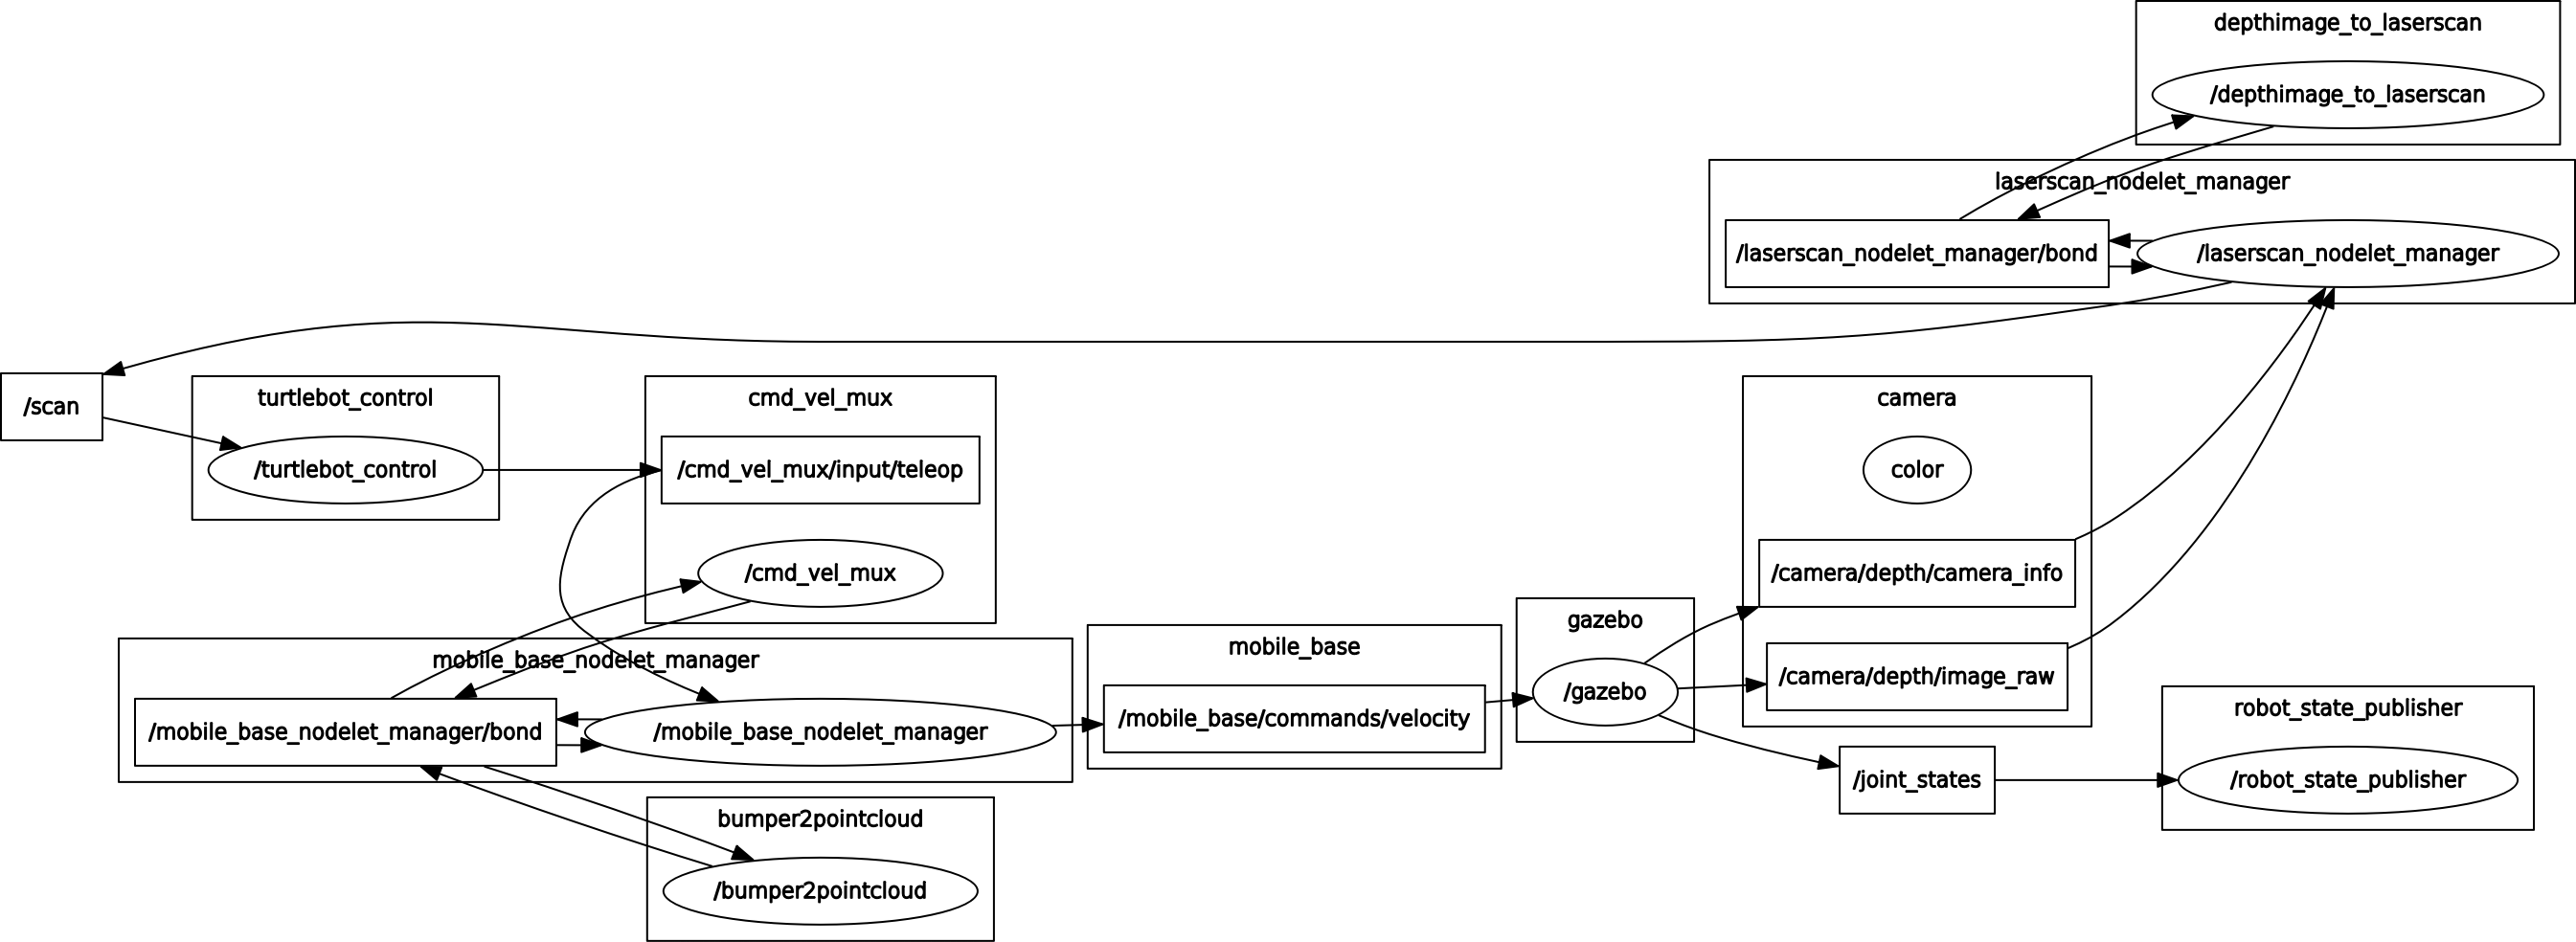 depthimage_to_laserscan
/depthimage_to_laserscan
laserscan_nodelet_manager
/laserscan_nodelet_manager/bond
/laserscan_nodelet_manager
/scan
turtlebot_control
/turtlebot_control
cmd_vel_mux
/cmd_vel_mux/input/teleop
/cmd_vel_mux
camera
color
/camera/depth/camera_info
/camera/depth/image_raw
mobile_base_nodelet_manager
/mobile_base_nodelet_manager/bond
/mobile_base_nodelet_manager
mobile_base
/mobile_base/commands/velocity
gazebo
/gazebo
/joint_states
robot_state_publisher
/robot_state_publisher
bumper2pointcloud
/bumper2pointcloud